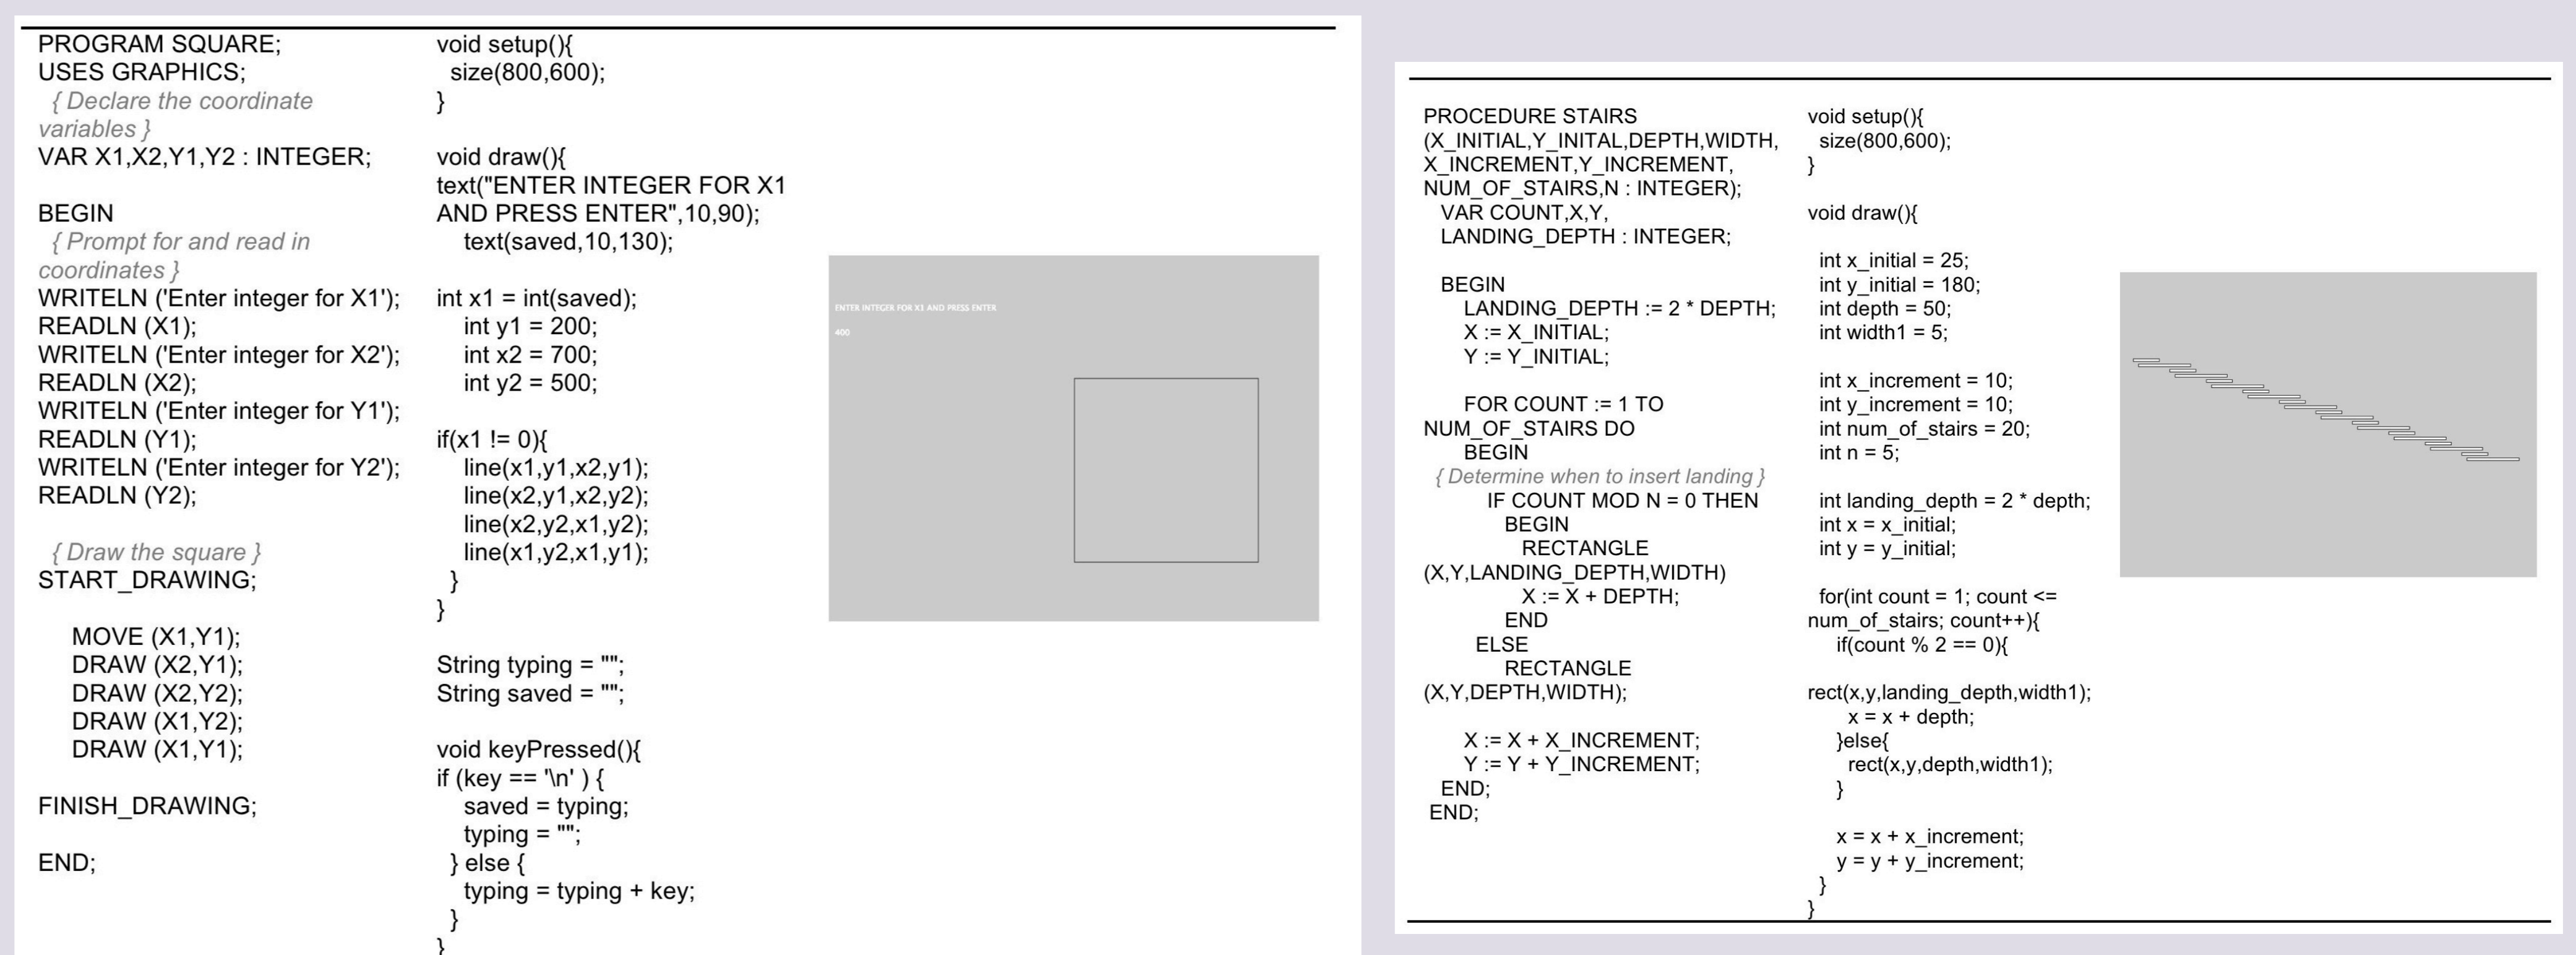 PROGRAM SQUARE;
USES GRAPHICS;
{ Declare the coordinate
variables }
VAR X1,X2,Y1,Y2 : INTEGER;
BEGIN
{ Prompt for and read in
coordinates }
WRITELN ('Enter integer for X1');
READLN (X1);
WRITELN ('Enter integer for X2');
READLN (X2);
WRITELN ('Enter integer for Y1');
READLN (Y1);
WRITELN ('Enter integer for Y2');
READLN (Y2);
{ Draw the square }
START_DRAWING;
MOVE (X1,Y1);
DRAW (X2,Y1);
DRAW (X2,Y2);
DRAW (X1,Y2);
DRAW (X1,Y1);
FINISH_DRAWING;
END;
void setup(){
size(800,600);
}
void draw(){
text("ENTER INTEGER FOR X1
AND PRESS ENTER",10,90);
text(saved,10,130);
int x1 = int(saved);
int y1 = 200;
int x2 = 700;
int y2 = 500;
if(x1 != 0){
line(x1,y1,x2,y1);
line(x2,y1,x2,y2);
line(x2,y2,x1,y2);
line(x1,y2,x1,y1);
}
}
String typing = "";
String saved = "";
void keyPressed(){
if (key == '\n' ) {
saved = typing;
typing = "";
} else {
typing = typing + key;
}
}
ENTER INTEGER FOR X1 AND PRESS ENTER
400
PROCEDURE STAIRS
(X_INITIAL,Y_INITAL,DEPTH,WIDTH,
X_INCREMENT,Y_INCREMENT,
NUM_OF_STAIRS,N : INTEGER);
VAR COUNT,X,Y,
LANDING_DEPTH : INTEGER;
BEGIN
LANDING_DEPTH := 2 * DEPTH;
X := X_INITIAL;
Y := Y_INITIAL;
FOR COUNT := 1 TO
NUM_OF_STAIRS DO
BEGIN
{ Determine when to insert landing }
IF COUNT MOD N = 0 THEN
BEGIN
RECTANGLE
(X,Y,LANDING_DEPTH,WIDTH)
X := X + DEPTH;
END
ELSE
RECTANGLE
(X,Y,DEPTH,WIDTH);
X := X + X_INCREMENT;
Y := Y + Y_INCREMENT;
END;
END;
void setup(){
size(800,600);
}
void draw(){
int x_initial = 25;
int y_initial = 180;
int depth = 50;
int width1 = 5;
int x_increment = 10;
int y_increment = 10;
int num_of_stairs = 20;
int n = 5;
int landing_depth = 2 * depth;
int x = x_initial;
int y = y_initial;
for(int count = 1; count <=
num_of_stairs; count++){
if(count % 2 == 0){
rect(x,y,landing_depth,width1);
x = x + depth;
}else{
rect(x,y,depth,width1);
}
x = x + x_increment;
y = y + y_increment;
}
}